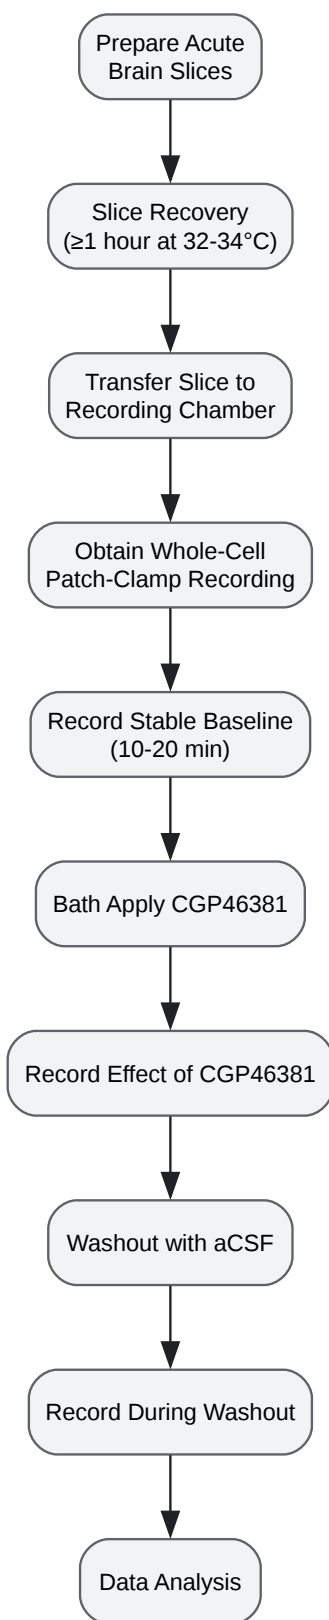 Prepare Acute
Brain Slices
Slice Recovery
(≥1 hour at 32-34°C)
Transfer Slice to
Recording Chamber
Obtain Whole-Cell
Patch-Clamp Recording
Record Stable Baseline
(10-20 min)
Bath Apply CGP46381
Record Effect of CGP46381
Washout with aCSF
Record During Washout
Data Analysis